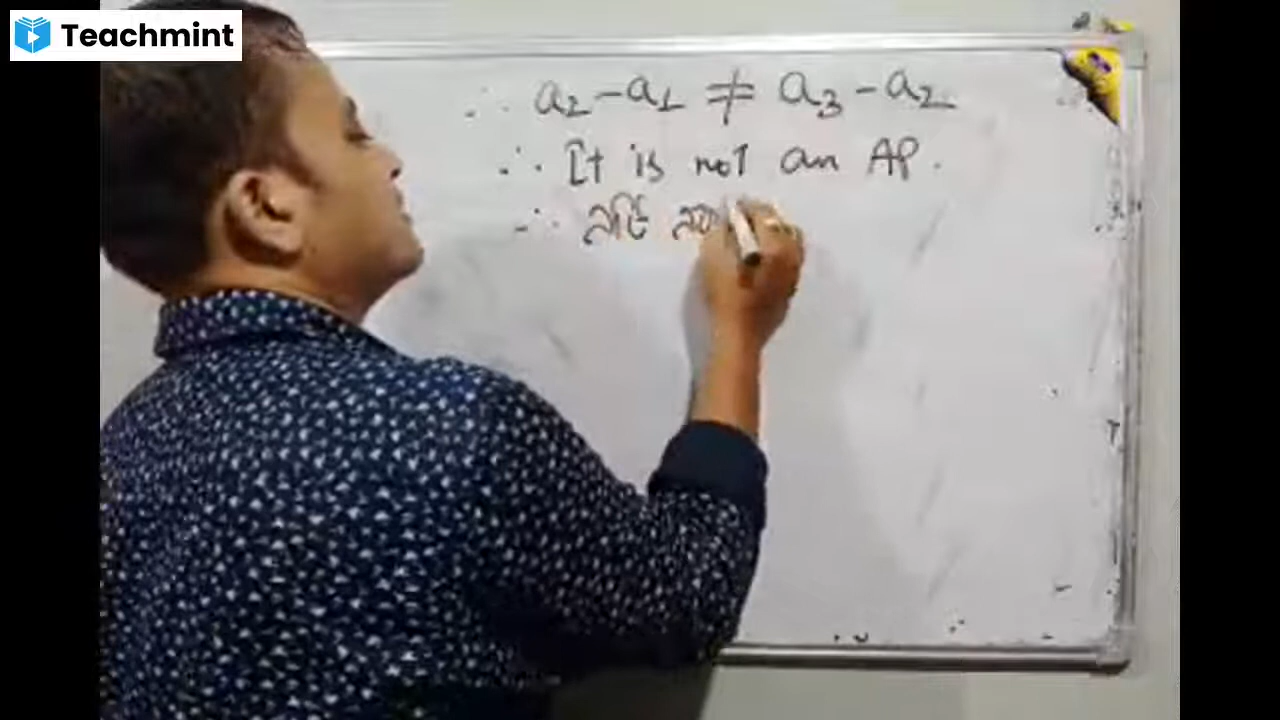 Teachmint
∴ a₂ - a₁ ≠ a₃ - a₂
∴ It is not an AP.
∴